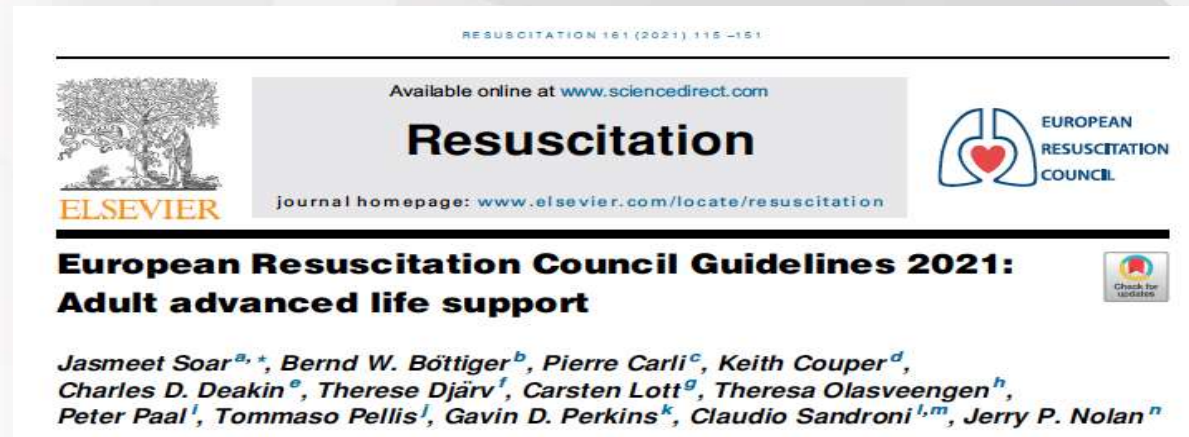 RESUSCITATION 161 (2021) 115–151
Available online at www.sciencedirect.com
Resuscitation
journal homepage: www.elsevier.com/locate/resuscitation
ELSEVIER
EUROPEAN
RESUSCITATION
COUNCIL
European Resuscitation Council Guidelines 2021:
Adult advanced life support
Check for
updates
Jasmeet Soar a,*, Bernd W. Böttiger b, Pierre Carli c, Keith Couper d,
Charles D. Deakin e, Therese Djärv f, Carsten Lott g, Theresa Olasveengen h,
Peter Paal i, Tommaso Pellis j, Gavin D. Perkins k, Claudio Sandroni l,m, Jerry P. Nolan n